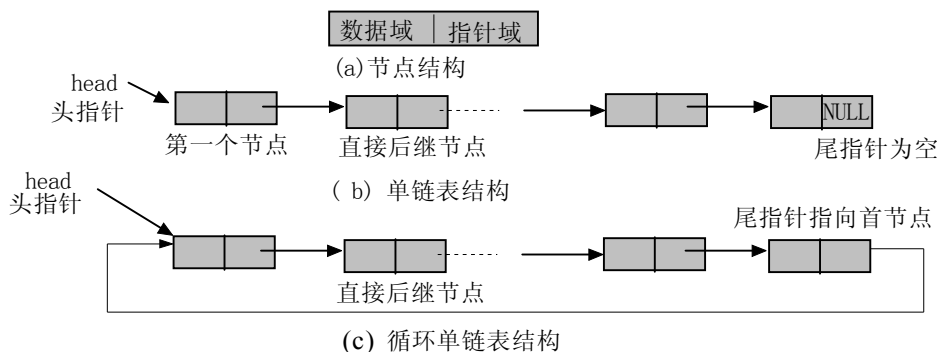 数据域 指针域
(a)节点结构
head
头指针
第一个节点
直接后继节点
NULL
尾指针为空
( b) 单链表结构
head
头指针
尾指针指向首节点
直接后继节点
(c) 循环单链表结构